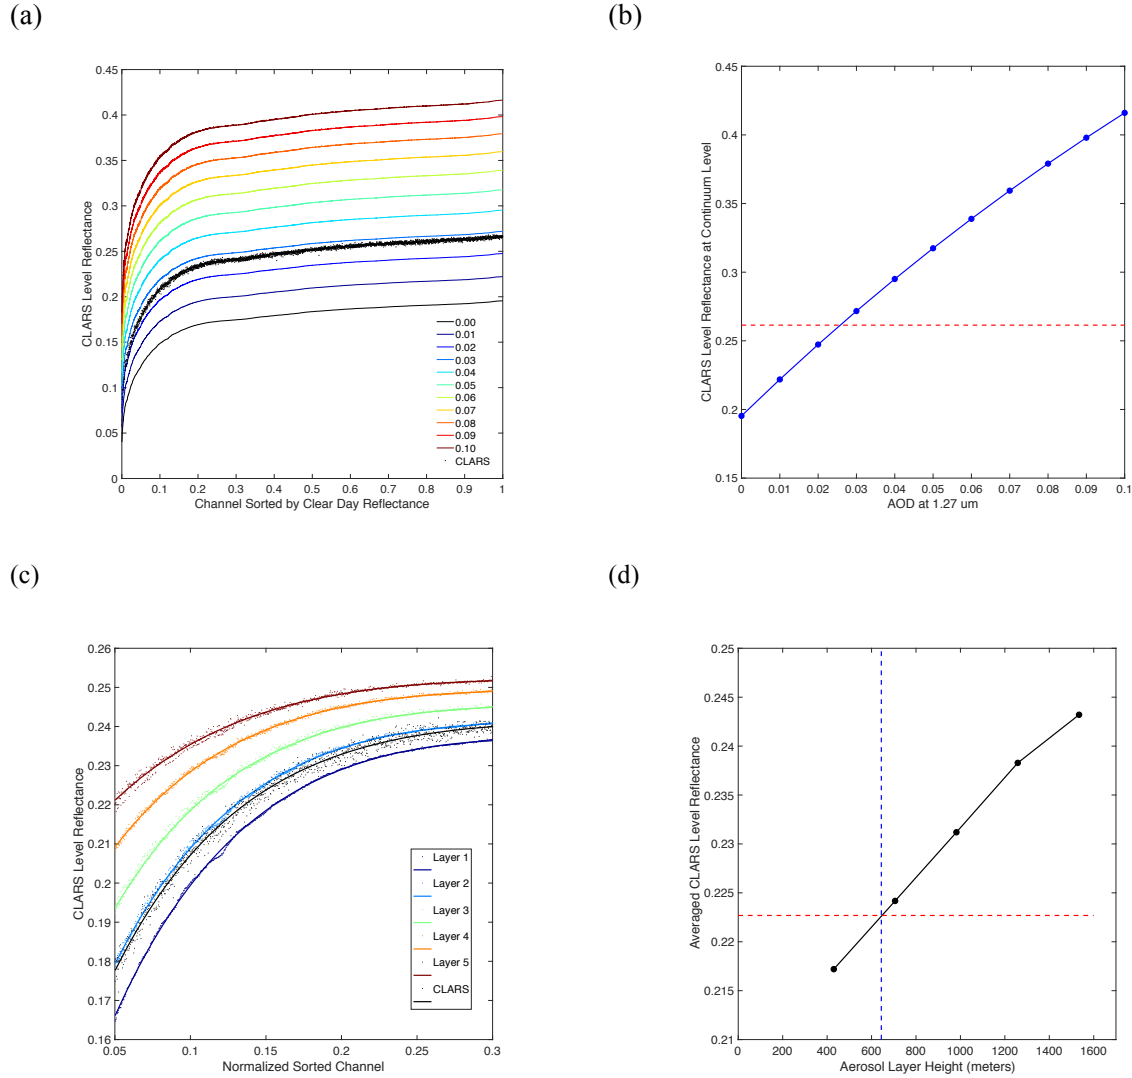 (a)
(b)
0.45
0.4
0.35
0.3
0.25
0.2
0.15
0.1
0.05
0
CLARS Level Reflectance
0.00
0.01
0.02
0.03
0.04
0.05
0.06
0.07
0.08
0.09
0.10
CLARS
0 0.1 0.2 0.3 0.4 0.5 0.6 0.7 0.8 0.9 1
Channel Sorted by Clear Day Reflectance
0.45
0.4
0.35
0.3
0.25
0.2
0.15
CLARS Level Reflectance at Continuum Level
0 0.01 0.02 0.03 0.04 0.05 0.06 0.07 0.08 0.09 0.1
AOD at 1.27 um
(c)
(d)
0.26
0.25
0.24
0.23
0.22
0.21
0.2
0.19
0.18
0.17
0.16
CLARS Level Reflectance
Layer 1
Layer 2
Layer 3
Layer 4
Layer 5
CLARS
0.05 0.1 0.15 0.2 0.25 0.3
Normalized Sorted Channel
0.25
0.245
0.24
0.235
0.23
0.225
0.22
0.215
0.21
Averaged CLARS Level Reflectance
0 200 400 600 800 1000 1200 1400 1600
Aerosol Layer Height (meters)